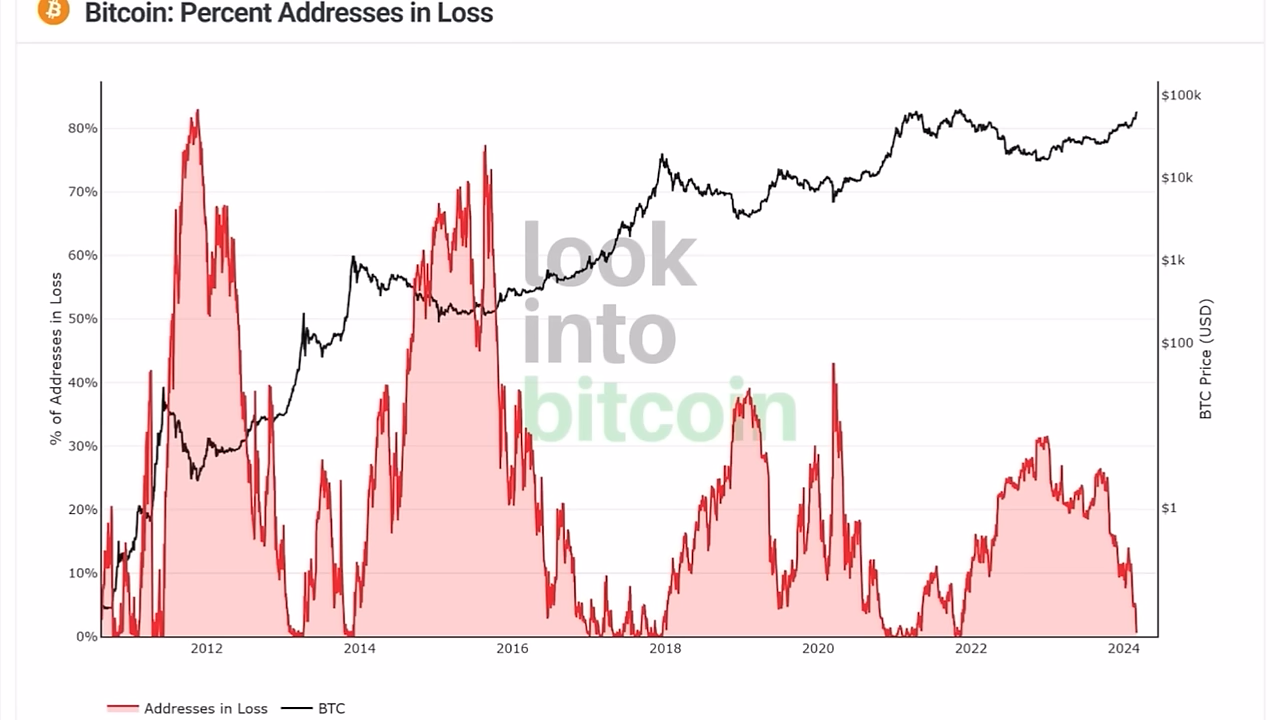 Bitcoin: Percent Addresses in Loss
80%
70%
60%
50%
40%
30%
20%
10%
0%
% of Addresses in Loss
$100k
$10k
$1k
$100
$1
BTC Price (USD)
look
into
bitcoin
2012
2014
2016
2018
2020
2022
2024
Addresses in Loss
BTC